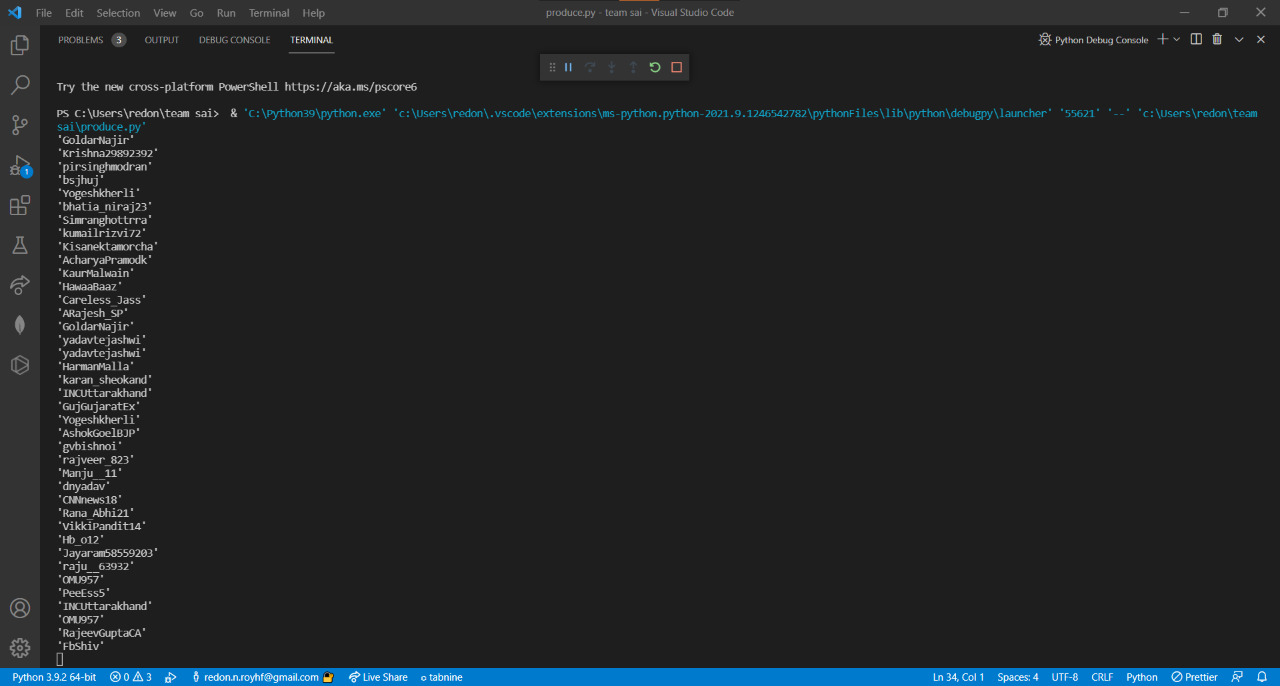 File Edit Selection View Go Run Terminal Help produce.py - team sai - Visual Studio Code
PROBLEMS 3 OUTPUT DEBUG CONSOLE TERMINAL Python Debug Console
Try the new cross-platform PowerShell https://aka.ms/pscore6
PS C:\Users\redon\team sai> & 'C:\Python39\python.exe' 'c:\Users\redon\.vscode\extensions\ms-python.python-2021.9.1246542782\pythonFiles\lib\python\debugpy\launcher' '55621' '--' 'c:\Users\redon\team
sai\produce.py'
'GoldarNajir'
'Krishna29892392'
'pirsinghmodran'
'bsjhuj'
'Yogeshkherli'
'bhatia_niraj23'
'Simranghottrra'
'kumailrizvi72'
'Kisanektamorcha'
'AcharyaPramodk'
'KaurMalwain'
'HawaaBaaz'
'Careless_Jass'
'ARajesh_SP'
'GoldarNajir'
'yadavtejashwi'
'yadavtejashwi'
'HarmanMalla'
'karan_sheokand'
'INCUttarakhand'
'GujGujaratEx'
'Yogeshkherli'
'AshokGoelBJP'
'gvbishnoi'
'rajveer_823'
'Manju__11'
'dnyadav'
'CNNnews18'
'Rana_Abhi21'
'VikkiPandit14'
'Hb_o12'
'Jayaram58559203'
'raju__63932'
'OMU957'
'PeeEss5'
'INCUttarakhand'
'OMU957'
'RajeevGuptaCA'
'FbShiv'
1
Python 3.9.2 64-bit 0 3 redon.n.royhf@gmail.com Live Share tabnine Ln 34, Col 1 Spaces: 4 UTF-8 CRLF Python Prettier